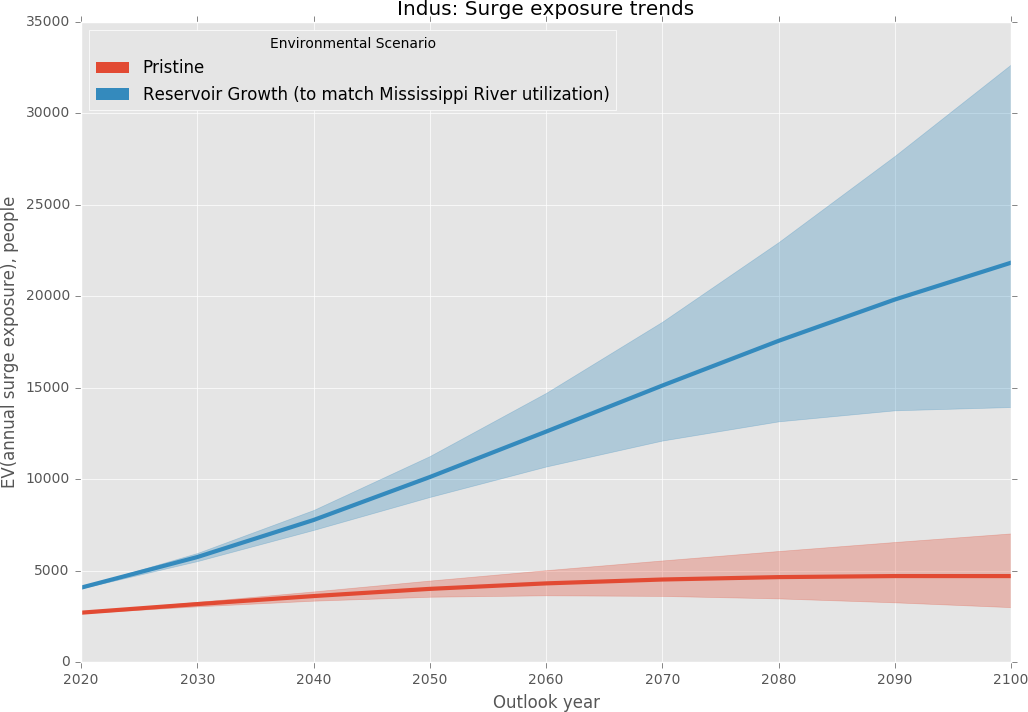 Indus: Surge exposure trends
35000
Environmental Scenario
Pristine
Reservoir Growth (to match Mississippi River utilization)
30000
25000
20000
15000
10000
5000
0
EV(annual surge exposure), people
2020 2030 2040 2050 2060 2070 2080 2090 2100
Outlook year